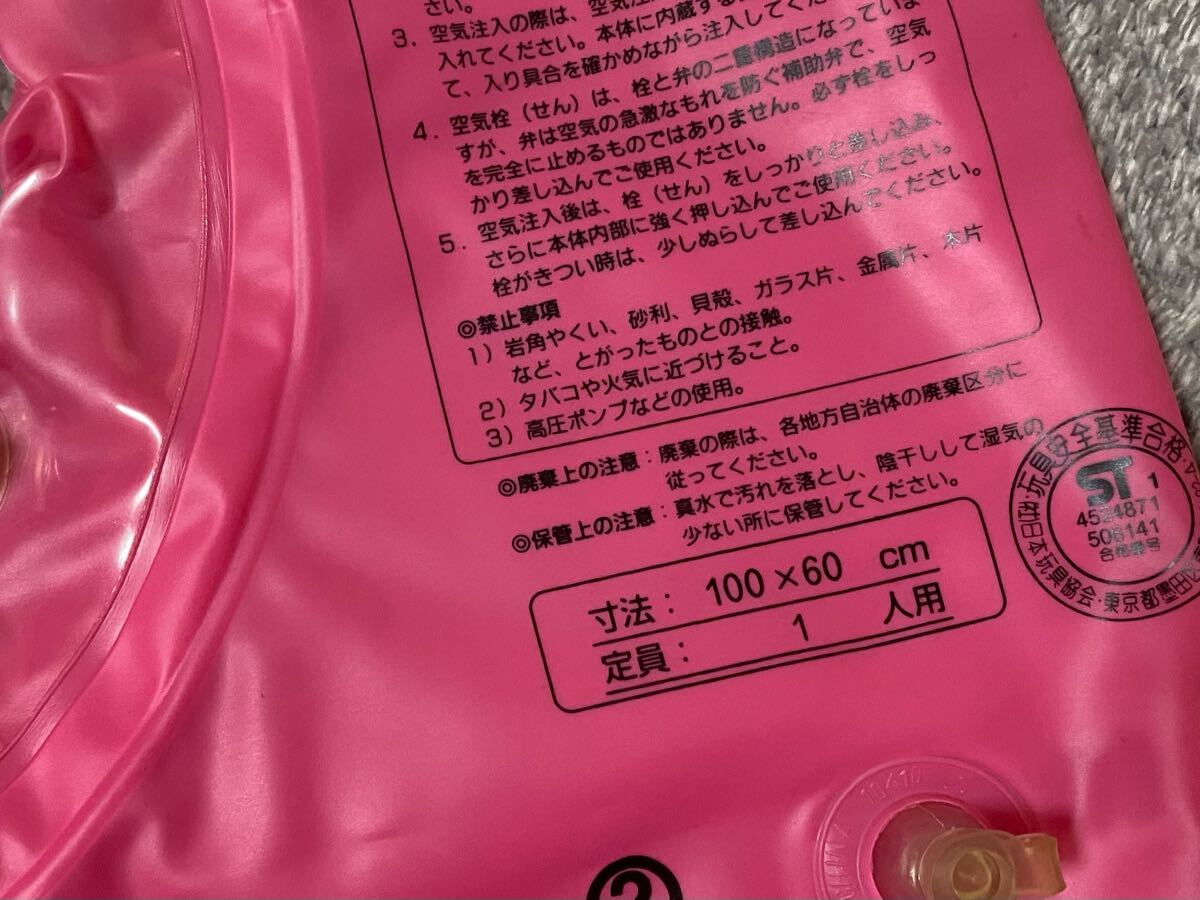 さい。
3. 空気注入の際は、空気注
入れてください。本体に内蔵する
て、入り具合を確かめながら注入してくだ
4. 空気栓（せん）は、栓と弁の二重構造になっていま
すが、弁は空気の急激なもれを防ぐ補助弁で、空気
を完全に止めるものではありません。必ず栓をしっ
かり差し込んでご使用ください。
5. 空気注入後は、栓（せん）をしっかりと差し込み、
さらに本体内部に強く押し込んでご使用ください。
栓がきつい時は、少しぬらして差し込んでください。
◎禁止事項
1）岩角やくい、砂利、貝殻、ガラス片、金属片、木片
など、とがったものとの接触。
2）タバコや火気に近づけること。
3）高圧ポンプなどの使用。
◎廃棄上の注意：廃棄の際は、各地方自治体の廃棄区分に
従ってください。
◎保管上の注意：真水で汚れを落とし、陰干しして湿気の
少ない所に保管してください。
寸法： 100×60 cm
定員： 1 人用
玩具安全基準合格
ST 1
4524871
506141
合格番号
㈳日本玩具協会・東京都墨田区
②